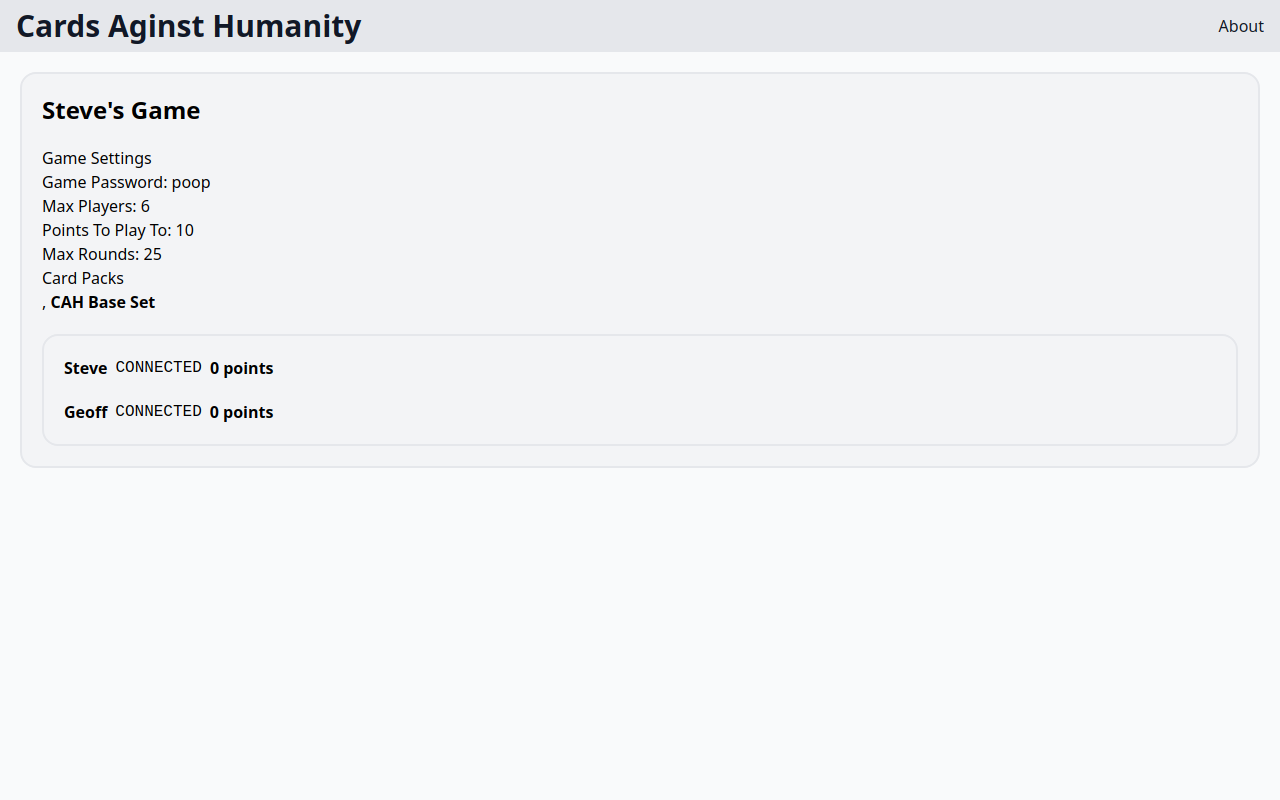 Cards Aginst Humanity
About
Steve's Game
Game Settings
Game Password: poop
Max Players: 6
Points To Play To: 10
Max Rounds: 25
Card Packs
, CAH Base Set
Steve CONNECTED 0 points
Geoff CONNECTED 0 points